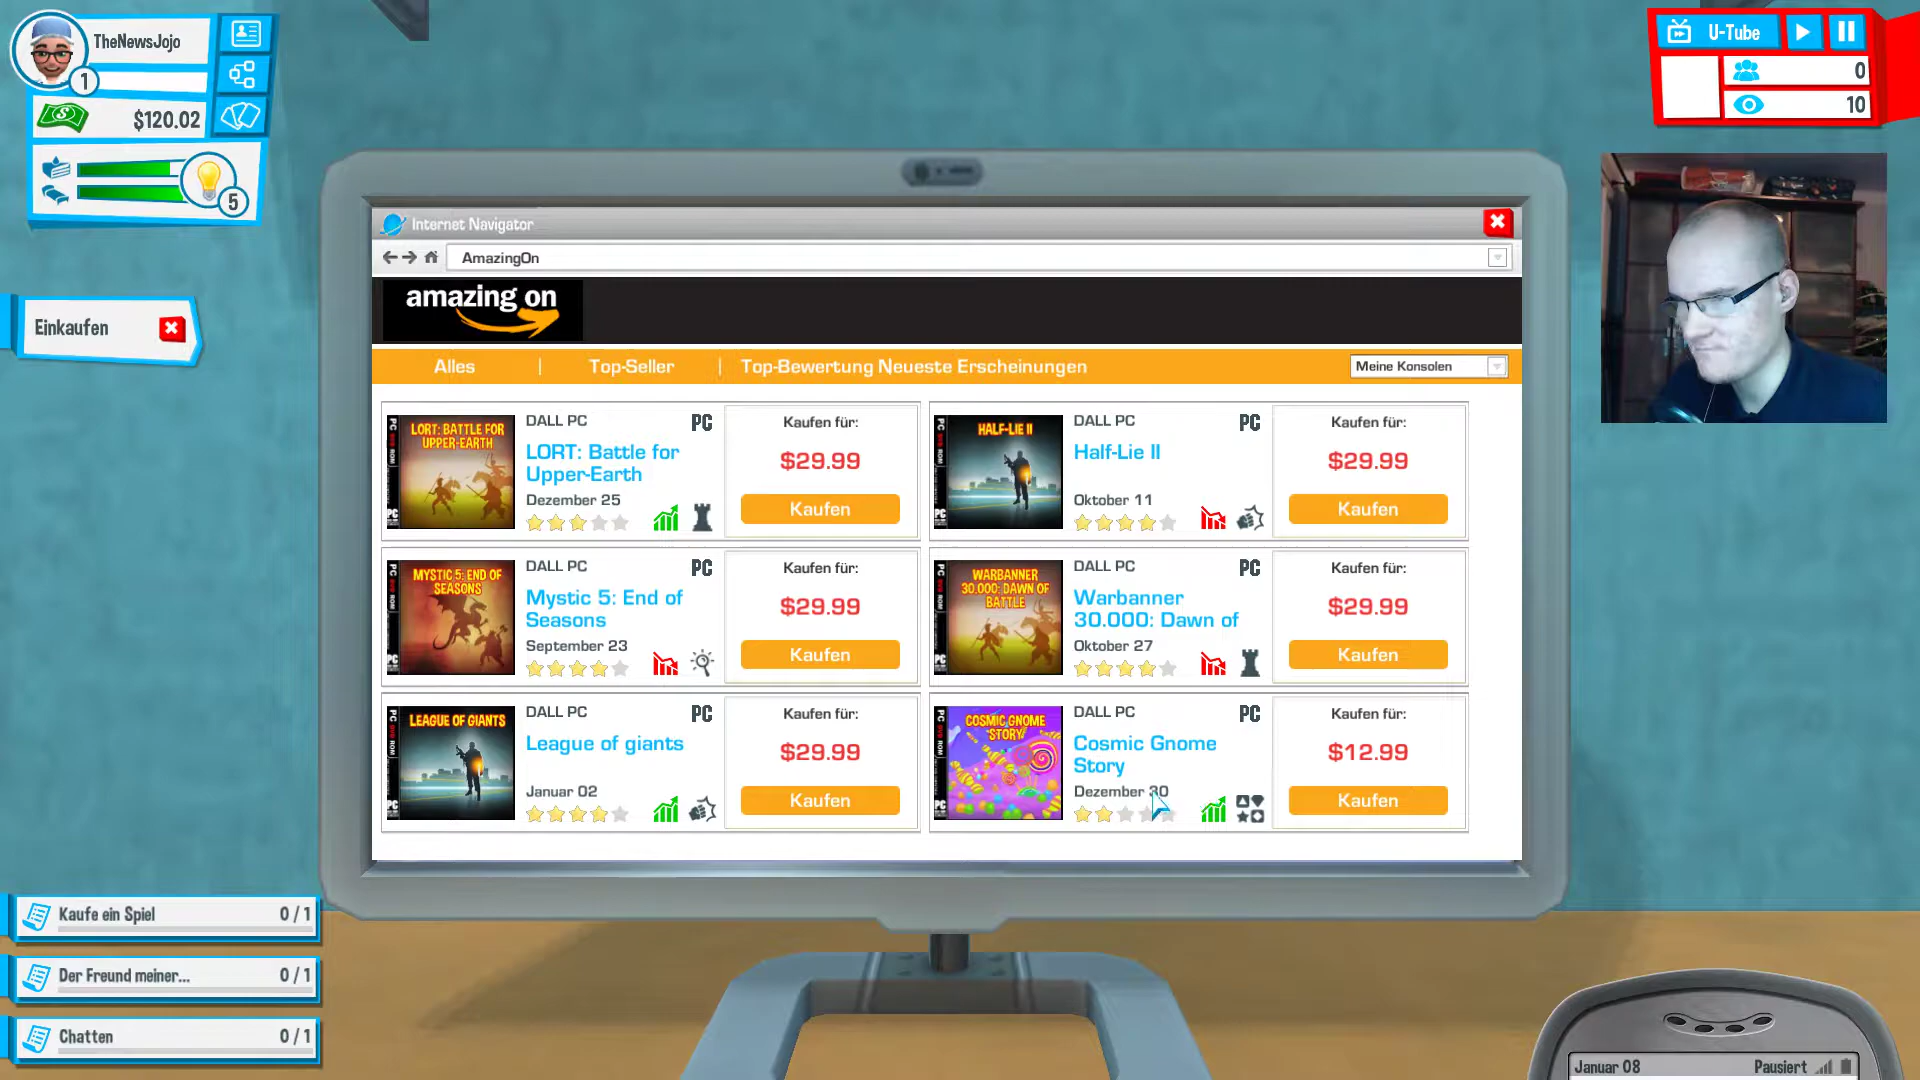 TheNewsJojo
1
$120.02
5
U-Tube
0
10
Einkaufen
Internet Navigator
AmazingOn
amazing on
Alles | Top-Seller | Top-Bewertung Neueste Erscheinungen
Meine Konsolen
LORT: BATTLE FOR
UPPER-EARTH
DALL PC
PC
LORT: Battle for
Upper-Earth
Dezember 25
Kaufen für:
$29.99
Kaufen
HALF-LIE II
DALL PC
PC
Half-Lie II
Oktober 11
Kaufen für:
$29.99
Kaufen
MYSTIC 5: END OF
SEASONS
DALL PC
PC
Mystic 5: End of
Seasons
September 23
Kaufen für:
$29.99
Kaufen
WARBANNER
30.000: DAWN OF
BATTLE
DALL PC
PC
Warbanner
30.000: Dawn of
Oktober 27
Kaufen für:
$29.99
Kaufen
LEAGUE OF GIANTS
DALL PC
PC
League of giants
Januar 02
Kaufen für:
$29.99
Kaufen
COSMIC GNOME
STORY
DALL PC
PC
Cosmic Gnome
Story
Dezember 30
Kaufen für:
$12.99
Kaufen
Kaufe ein Spiel 0 / 1
Der Freund meiner... 0 / 1
Chatten 0 / 1
Januar 08
Pausiert